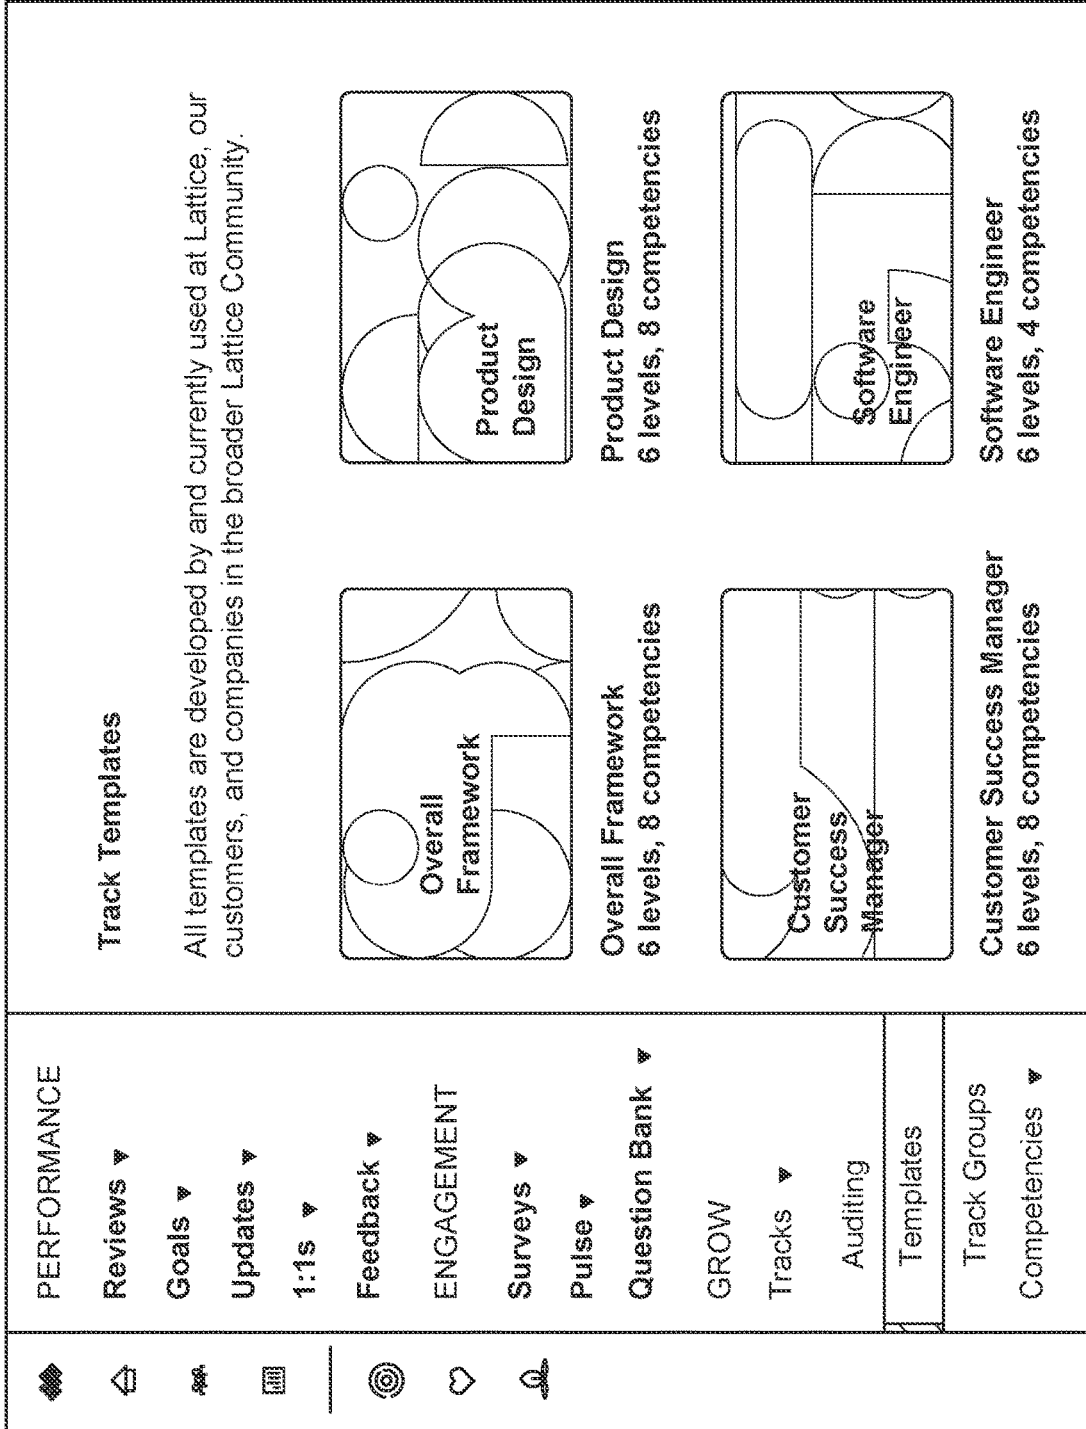 PERFORMANCE
Reviews ▼
Goals ▼
Updates ▼
1:1s ▼
Feedback ▼
ENGAGEMENT
Surveys ▼
Pulse ▼
Question Bank ▼
GROW
Tracks ▼
Auditing
Templates
Track Groups
Competencies ▼
Track Templates
All templates are developed by and currently used at Lattice, our
customers, and companies in the broader Lattice Community.
Overall
Framework
Overall Framework
6 levels, 8 competencies
Product
Design
Product Design
6 levels, 8 competencies
Customer
Success
Manager
Customer Success Manager
6 levels, 8 competencies
Software
Engineer
Software Engineer
6 levels, 4 competencies